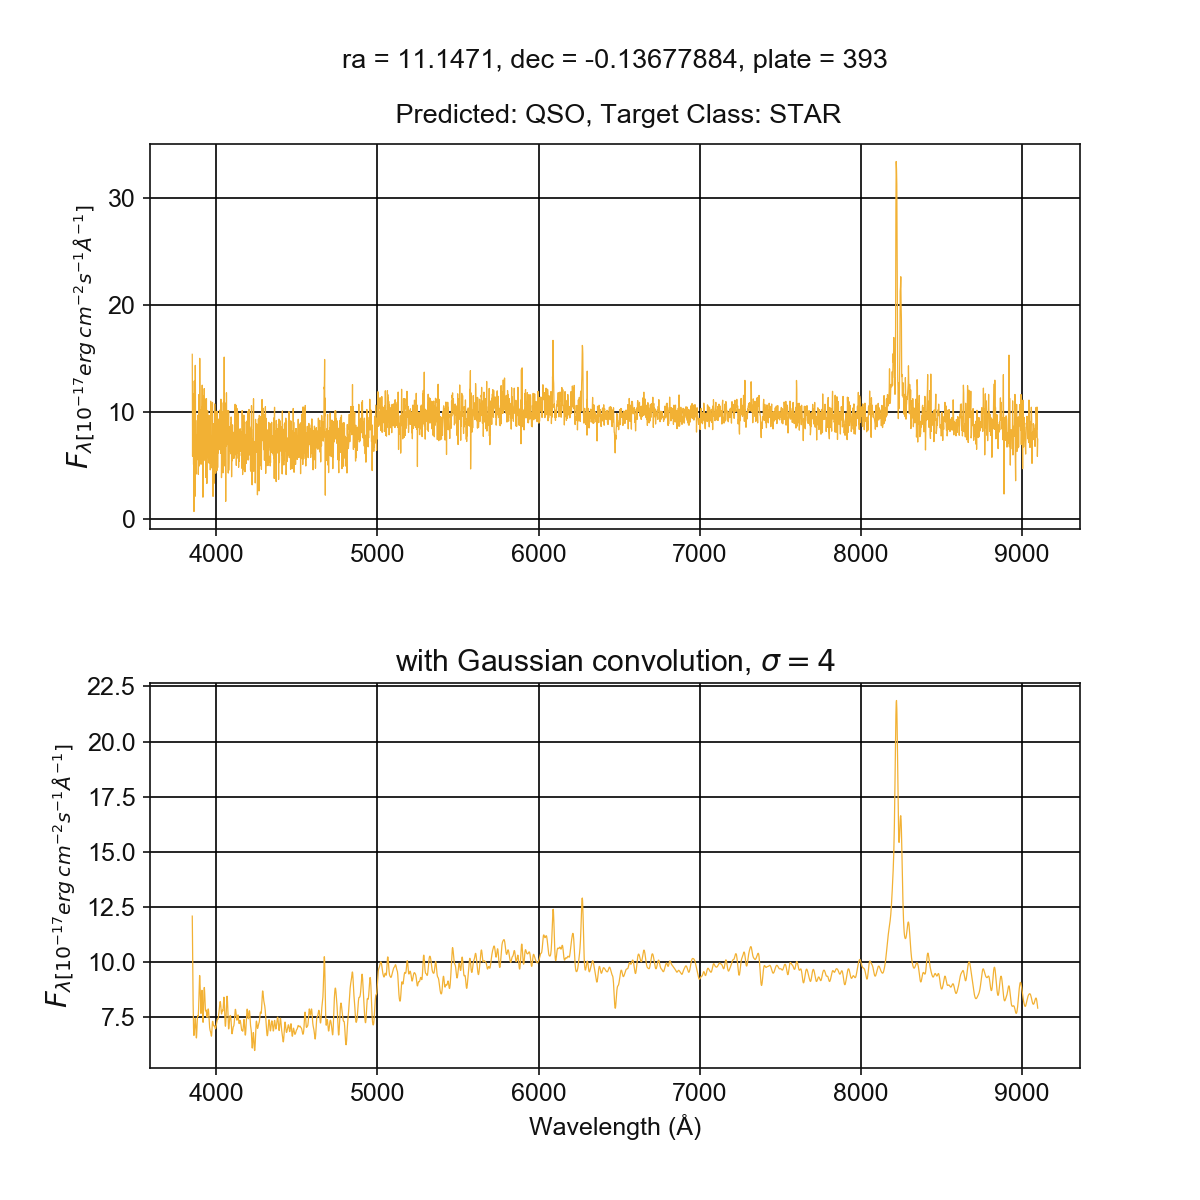 ra = 11.1471, dec = -0.13677884, plate = 393
Predicted: QSO, Target Class: STAR
F_λ[10^−17 erg cm^−2 s^−1 Å^−1]
30
20
10
0
4000 5000 6000 7000 8000 9000
with Gaussian convolution, σ = 4
F_λ[10^−17 erg cm^−2 s^−1 Å^−1]
22.5
20.0
17.5
15.0
12.5
10.0
7.5
4000 5000 6000 7000 8000 9000
Wavelength (Å)